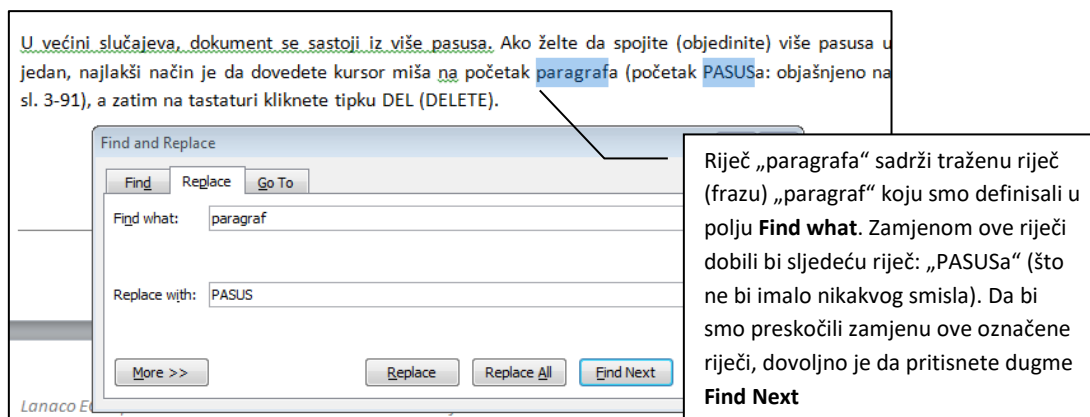 U većini slučajeva, dokument se sastoji iz više pasusa. Ako želte da spojite (objedinite) više pasusa u
jedan, najlakši način je da dovedete kursor miša na početak paragrafa (početak PASUSa: objašnjeno na
sl. 3-91), a zatim na tastaturi kliknete tipku DEL (DELETE).
Find and Replace
Find Replace Go To
Find what: paragraf
Replace with: PASUS
More >> Replace Replace All Find Next
Lanaco
Riječ „paragrafa“ sadrži traženu riječ
(frazu) „paragraf“ koju smo definisali u
polju Find what. Zamjenom ove riječi
dobili bi sljedeću riječ: „PASUSa“ (što
ne bi imalo nikakvog smisla). Da bi
smo preskočili zamjenu ove označene
riječi, dovoljno je da pritisnete dugme
Find Next